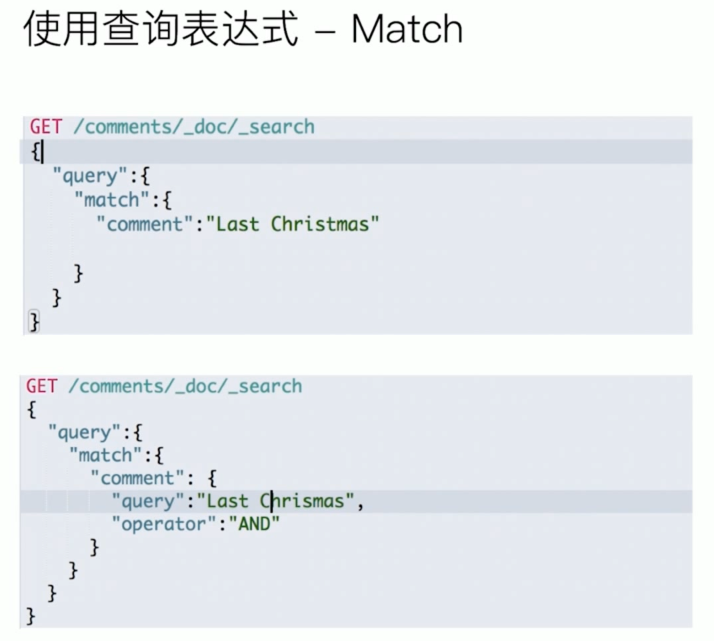 使用查询表达式 – Match
GET /comments/_doc/_search
{
"query":{
"match":{
"comment":"Last Christmas"
}
}
}
GET /comments/_doc/_search
{
"query":{
"match":{
"comment": {
"query":"Last Chrismas",
"operator":"AND"
}
}
}
}